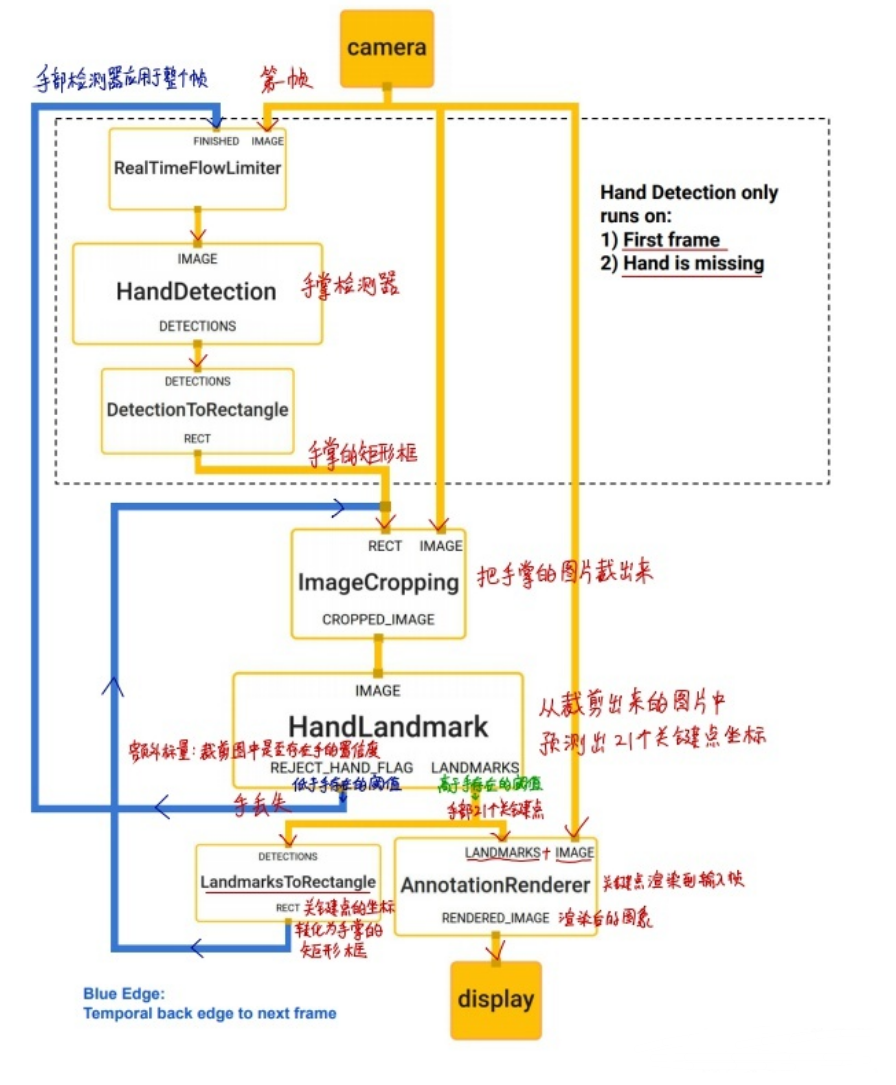 camera
手部检测器应用于整个帧
第一帧
FINISHED IMAGE
RealTimeFlowLimiter
Hand Detection only
runs on:
1) First frame
2) Hand is missing
IMAGE
HandDetection
手掌检测器
DETECTIONS
DETECTIONS
DetectionToRectangle
RECT
手掌的矩形框
RECT IMAGE
ImageCropping
把手掌的图片裁出来
CROPPED_IMAGE
IMAGE
HandLandmark
从裁剪出来的图片中
预测出21个关键点坐标
额外标量：裁剪图中是否存在手的置信度
REJECT_HAND_FLAG LANDMARKS
低于手存在的阈值
高于手存在的阈值
手丢失
手部21个关键点
DETECTIONS
LandmarksToRectangle
RECT
关键点的坐标
转化为手掌的
矩形框
LANDMARKS + IMAGE
AnnotationRenderer
关键点渲染到输入帧
RENDERED_IMAGE
渲染后的图象
display
Blue Edge:
Temporal back edge to next frame